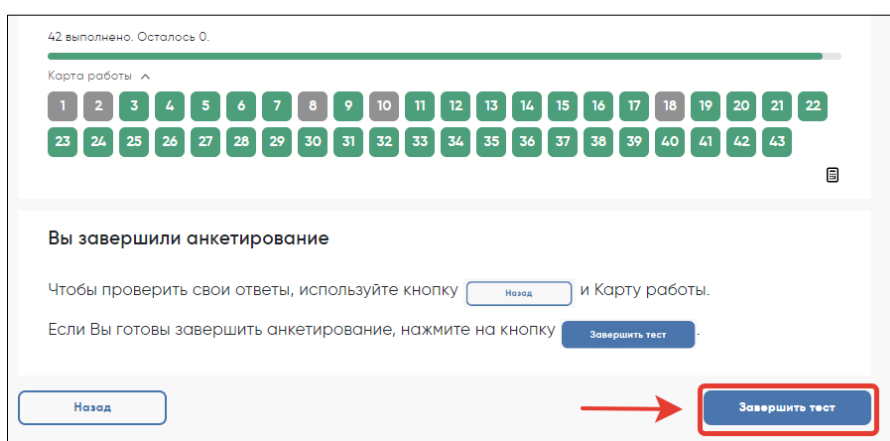 42 выполнено. Осталось 0.
Карта работы
1 2 3 4 5 6 7 8 9 10 11 12 13 14 15 16 17 18 19 20 21 22
23 24 25 26 27 28 29 30 31 32 33 34 35 36 37 38 39 40 41 42 43
Вы завершили анкетирование
Чтобы проверить свои ответы, используйте кнопку Назад и Карту работы.
Если Вы готовы завершить анкетирование, нажмите на кнопку Завершить тест .
Назад Завершить тест